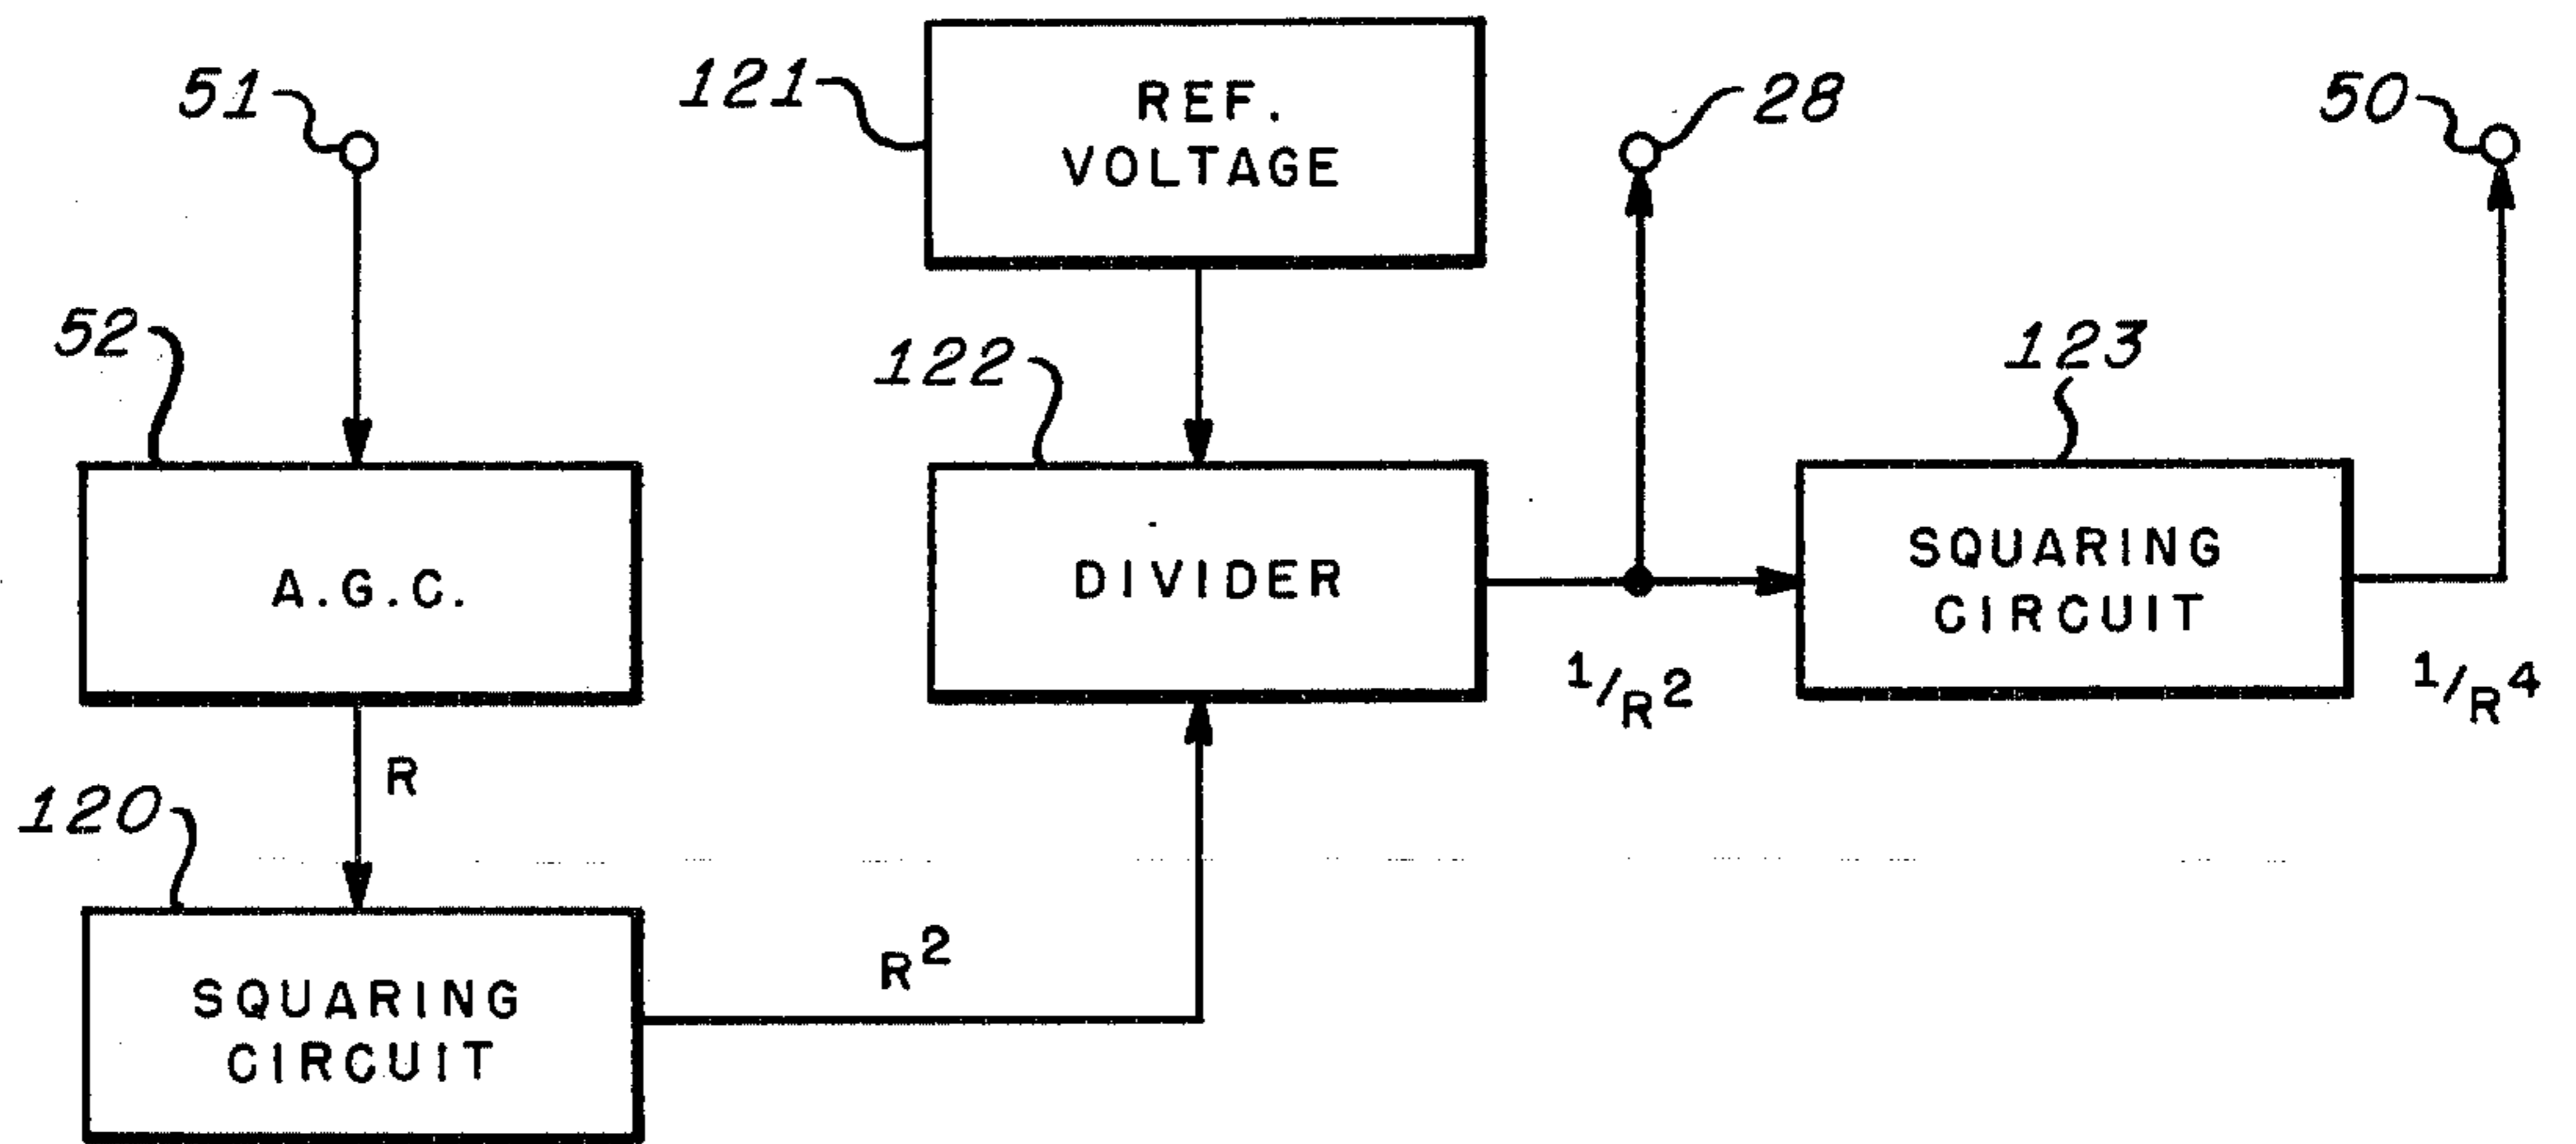 51
121
REF.
VOLTAGE
28
50
52
122
123
A.G.C.
DIVIDER
SQUARING
CIRCUIT
R
1/R²
1/R⁴
120
R²
SQUARING
CIRCUIT